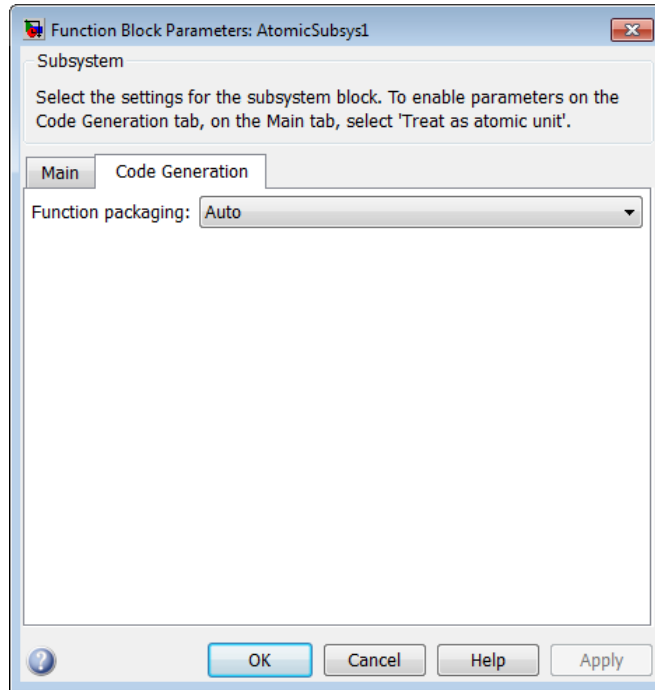 Function Block Parameters: AtomicSubsys1
Subsystem
Select the settings for the subsystem block. To enable parameters on the
Code Generation tab, on the Main tab, select 'Treat as atomic unit'.
Main Code Generation
Function packaging: Auto
? OK Cancel Help Apply